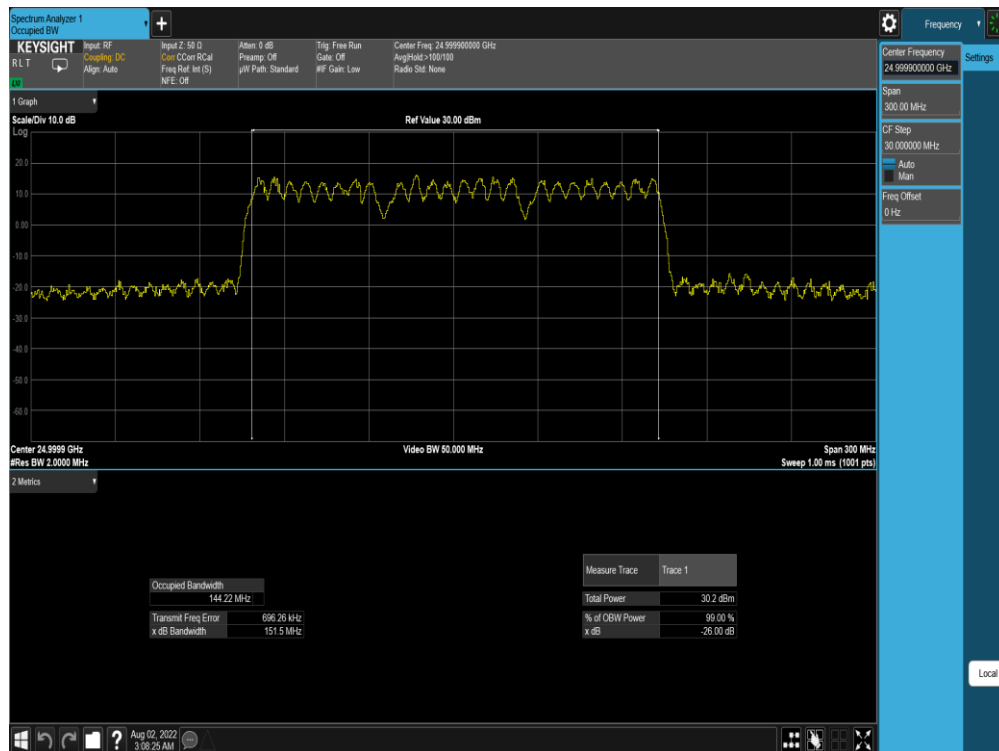 Spectrum Analyzer 1
Occupied BW
+
Frequency
KEYSIGHT
R L T
LXI
Input: RF
Coupling: DC
Align: Auto
Input Z: 50 Ω
Corr CCorr RCal
Freq Ref: Int (S)
NFE: Off
Atten: 0 dB
Preamp: Off
µW Path: Standard
Trig: Free Run
Gate: Off
#IF Gain: Low
Center Freq: 24.999900000 GHz
Avg|Hold:>100/100
Radio Std: None
Center Frequency
24.999900000 GHz
Settings
Span
300.00 MHz
CF Step
30.000000 MHz
Auto
Man
Freq Offset
0 Hz
1 Graph
Scale/Div 10.0 dB
Ref Value 30.00 dBm
Log
20.0
10.0
0.00
-10.0
-20.0
-30.0
-40.0
-50.0
-60.0
Center 24.9999 GHz
Video BW 50.000 MHz
Span 300 MHz
#Res BW 2.0000 MHz
Sweep 1.00 ms (1001 pts)
2 Metrics
Measure Trace Trace 1
Occupied Bandwidth
144.22 MHz
Total Power 30.2 dBm
Transmit Freq Error 696.26 kHz
% of OBW Power 99.00 %
x dB Bandwidth 151.5 MHz
x dB -26.00 dB
Local
?
Aug 02, 2022
3:08:25 AM